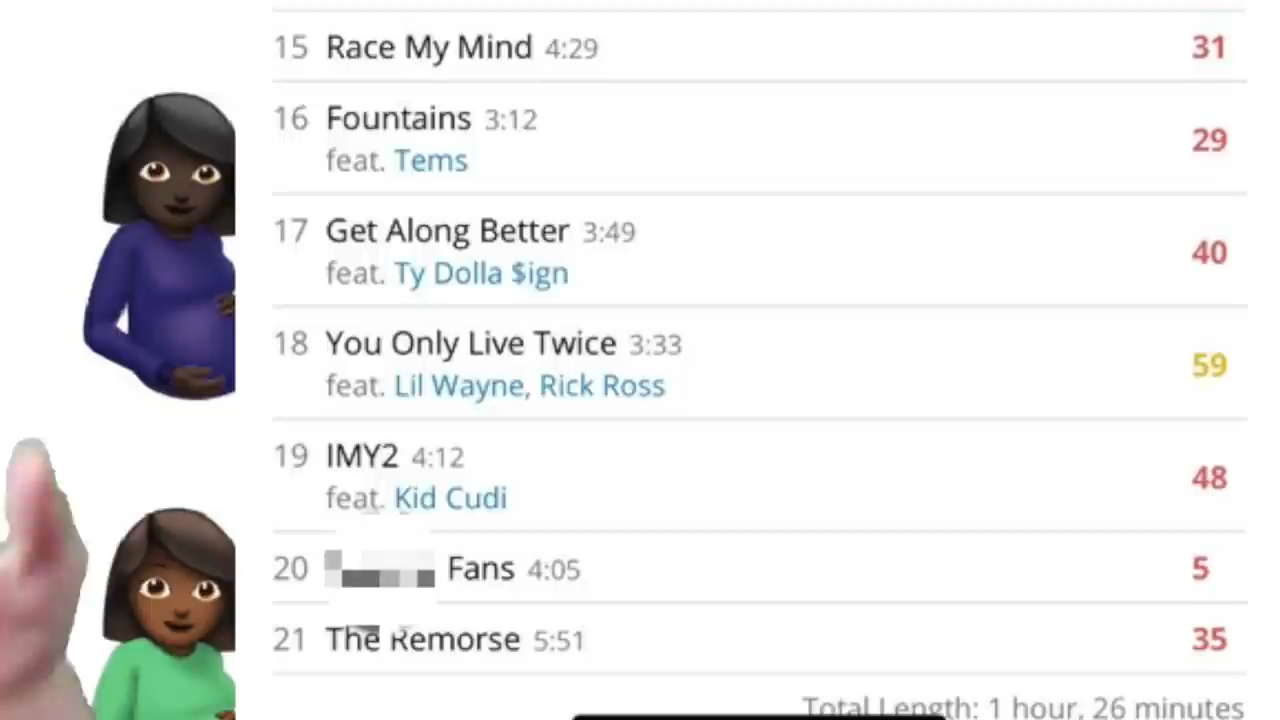 15 Race My Mind 4:29 31
16 Fountains 3:12 29
feat. Tems
17 Get Along Better 3:49 40
feat. Ty Dolla $ign
18 You Only Live Twice 3:33 59
feat. Lil Wayne, Rick Ross
19 IMY2 4:12 48
feat. Kid Cudi
20 Fans 4:05 5
21 The Remorse 5:51 35
Total Length: 1 hour, 26 minutes